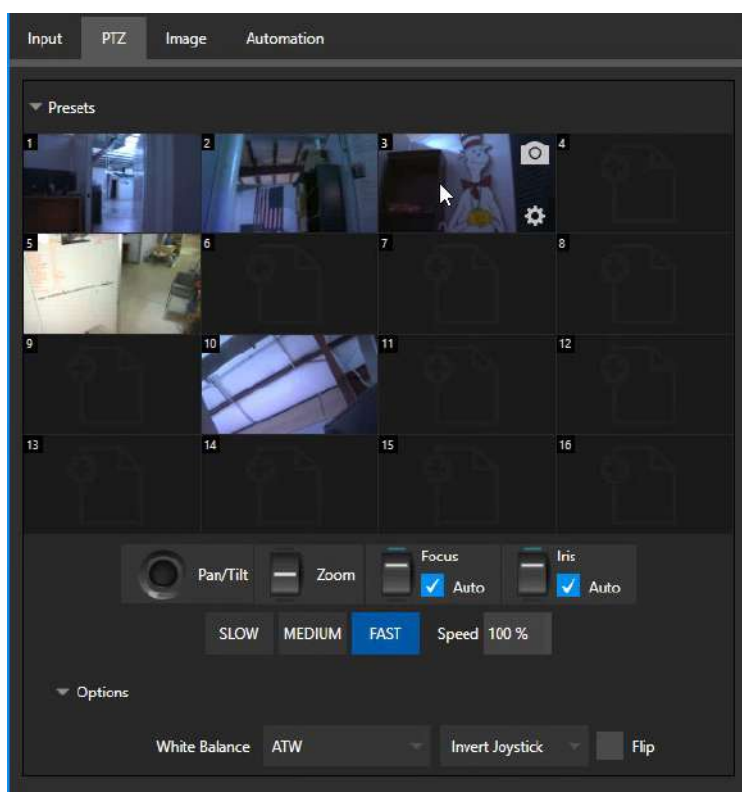 Input PTZ Image Automation
Presets
1 2 3 4
5 6 7 8
9 10 11 12
13 14 15 16
Pan/Tilt Zoom Focus Auto Iris Auto
SLOW MEDIUM FAST Speed 100 %
Options
White Balance ATW Invert Joystick Flip